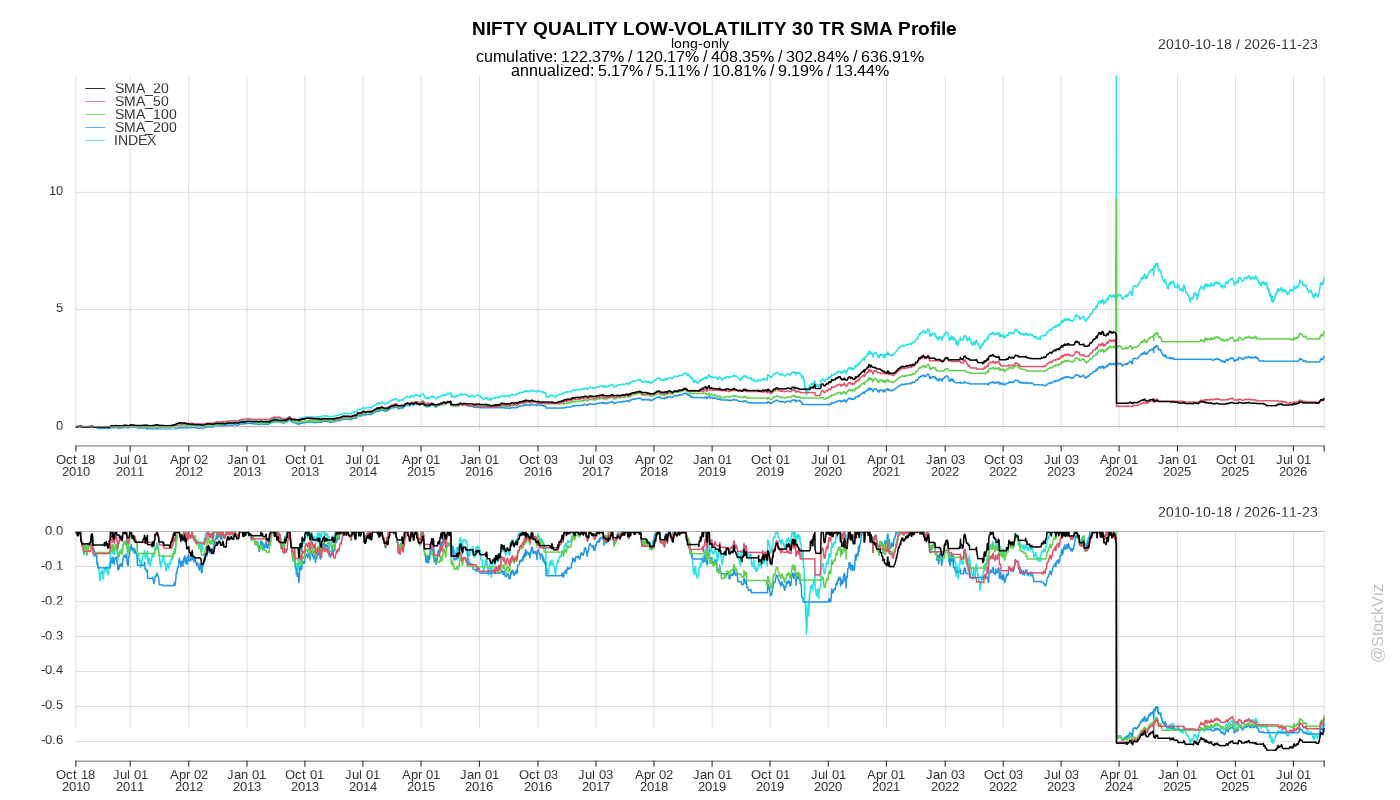 NIFTY QUALITY LOW-VOLATILITY 30 TR SMA Profile
long-only
2010-10-18 / 2026-11-23
cumulative: 122.37% / 120.17% / 408.35% / 302.84% / 636.91%
annualized: 5.17% / 5.11% / 10.81% / 9.19% / 13.44%
SMA_20
SMA_50
SMA_100
SMA_200
INDEX
10
5
0
Oct 18 Jul 01 Apr 02 Jan 01 Oct 01 Jul 01 Apr 01 Jan 01 Oct 03 Jul 03 Apr 02 Jan 01 Oct 01 Jul 01 Apr 01 Jan 03 Oct 03 Jul 03 Apr 01 Jan 01 Oct 01 Jul 01
2010 2011 2012 2013 2013 2014 2015 2016 2016 2017 2018 2019 2019 2020 2021 2022 2022 2023 2024 2025 2025 2026
2010-10-18 / 2026-11-23
0.0
-0.1
-0.2
-0.3
-0.4
-0.5
-0.6
Oct 18 Jul 01 Apr 02 Jan 01 Oct 01 Jul 01 Apr 01 Jan 01 Oct 03 Jul 03 Apr 02 Jan 01 Oct 01 Jul 01 Apr 01 Jan 03 Oct 03 Jul 03 Apr 01 Jan 01 Oct 01 Jul 01
2010 2011 2012 2013 2013 2014 2015 2016 2016 2017 2018 2019 2019 2020 2021 2022 2022 2023 2024 2025 2025 2026
@StockViz